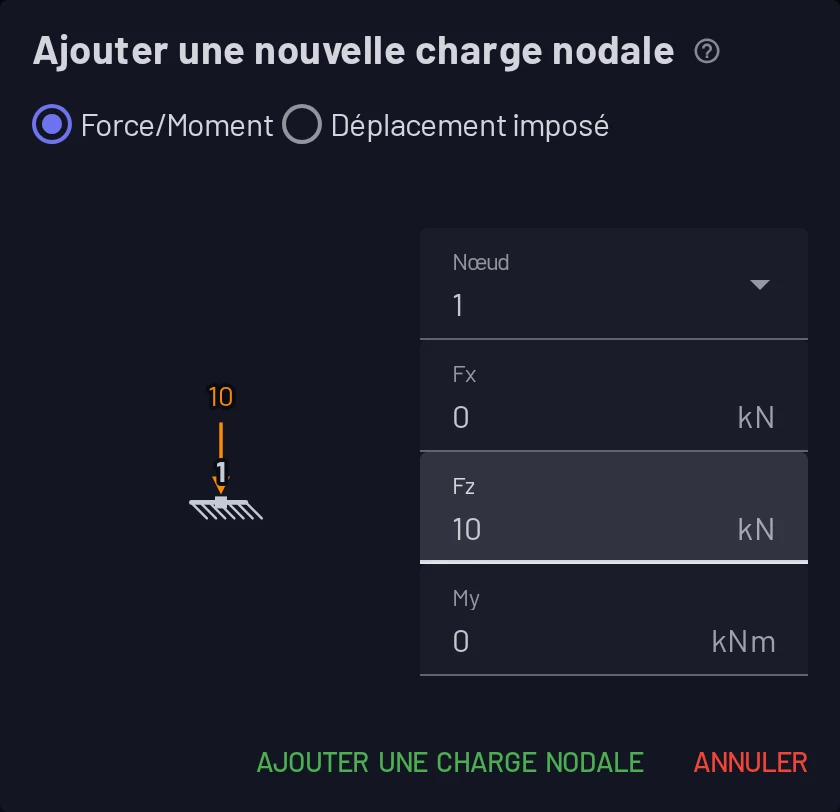 Ajouter une nouvelle charge nodale ?
Force/Moment Déplacement imposé
Nœud
1
Fx
0 kN
10
1
Fz
10 kN
My
0 kNm
AJOUTER UNE CHARGE NODALE ANNULER